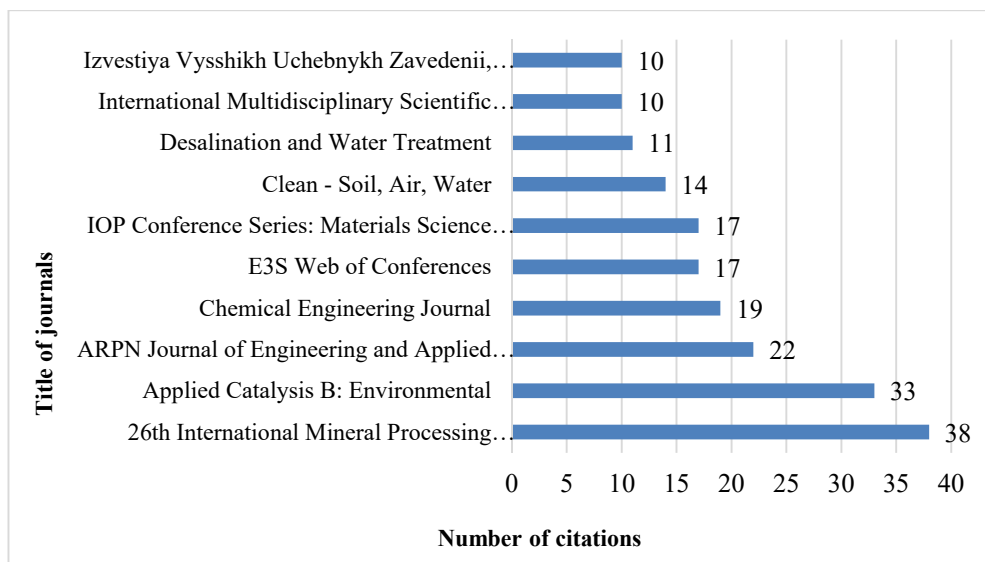 Izvestiya Vysshikh Uchebnykh Zavedenii,… 10
International Multidisciplinary Scientific… 10
Desalination and Water Treatment 11
Clean - Soil, Air, Water 14
IOP Conference Series: Materials Science… 17
E3S Web of Conferences 17
Chemical Engineering Journal 19
ARPN Journal of Engineering and Applied… 22
Applied Catalysis B: Environmental 33
26th International Mineral Processing… 38
0 5 10 15 20 25 30 35 40
Number of citations
Title of journals